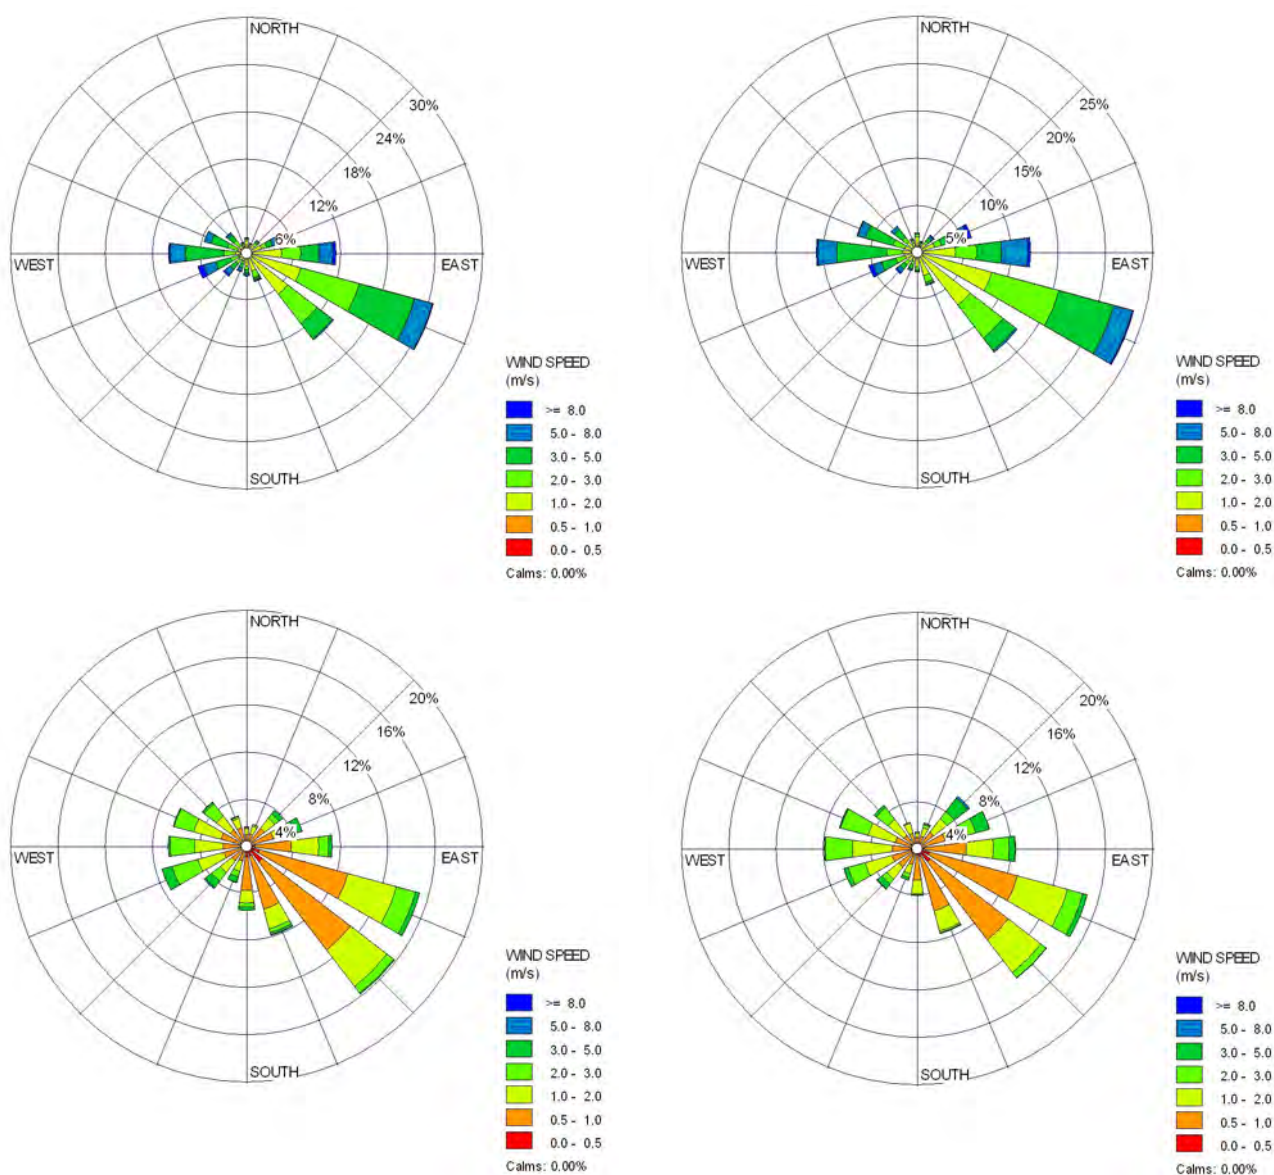 NORTH
30%
24%
18%
12%
6%
WEST
EAST
SOUTH
WIND SPEED
(m/s)
>= 8.0
5.0 - 8.0
3.0 - 5.0
2.0 - 3.0
1.0 - 2.0
0.5 - 1.0
0.0 - 0.5
Calms: 0.00%
NORTH
25%
20%
15%
10%
5%
WEST
EAST
SOUTH
WIND SPEED
(m/s)
>= 8.0
5.0 - 8.0
3.0 - 5.0
2.0 - 3.0
1.0 - 2.0
0.5 - 1.0
0.0 - 0.5
Calms: 0.00%
NORTH
20%
16%
12%
8%
4%
WEST
EAST
SOUTH
WIND SPEED
(m/s)
>= 8.0
5.0 - 8.0
3.0 - 5.0
2.0 - 3.0
1.0 - 2.0
0.5 - 1.0
0.0 - 0.5
Calms: 0.00%
NORTH
20%
16%
12%
8%
4%
WEST
EAST
SOUTH
WIND SPEED
(m/s)
>= 8.0
5.0 - 8.0
3.0 - 5.0
2.0 - 3.0
1.0 - 2.0
0.5 - 1.0
0.0 - 0.5
Calms: 0.00%